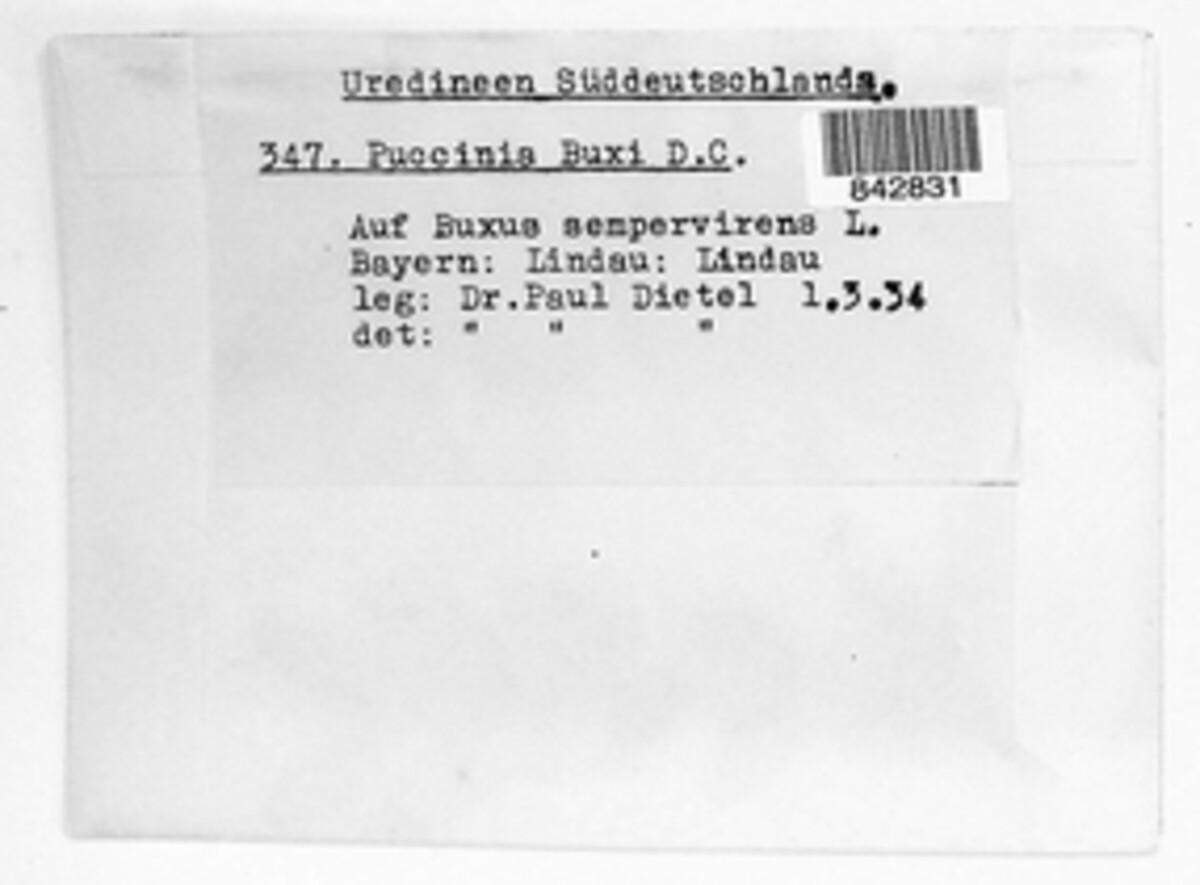 Uredineen Süddeutschlands.
347. Puccinia Buxi D.C.
842831
Auf Buxus sempervirens L.
Bayern: Lindau: Lindau
leg: Dr.Paul Dietel 1.3.34
det: " " "